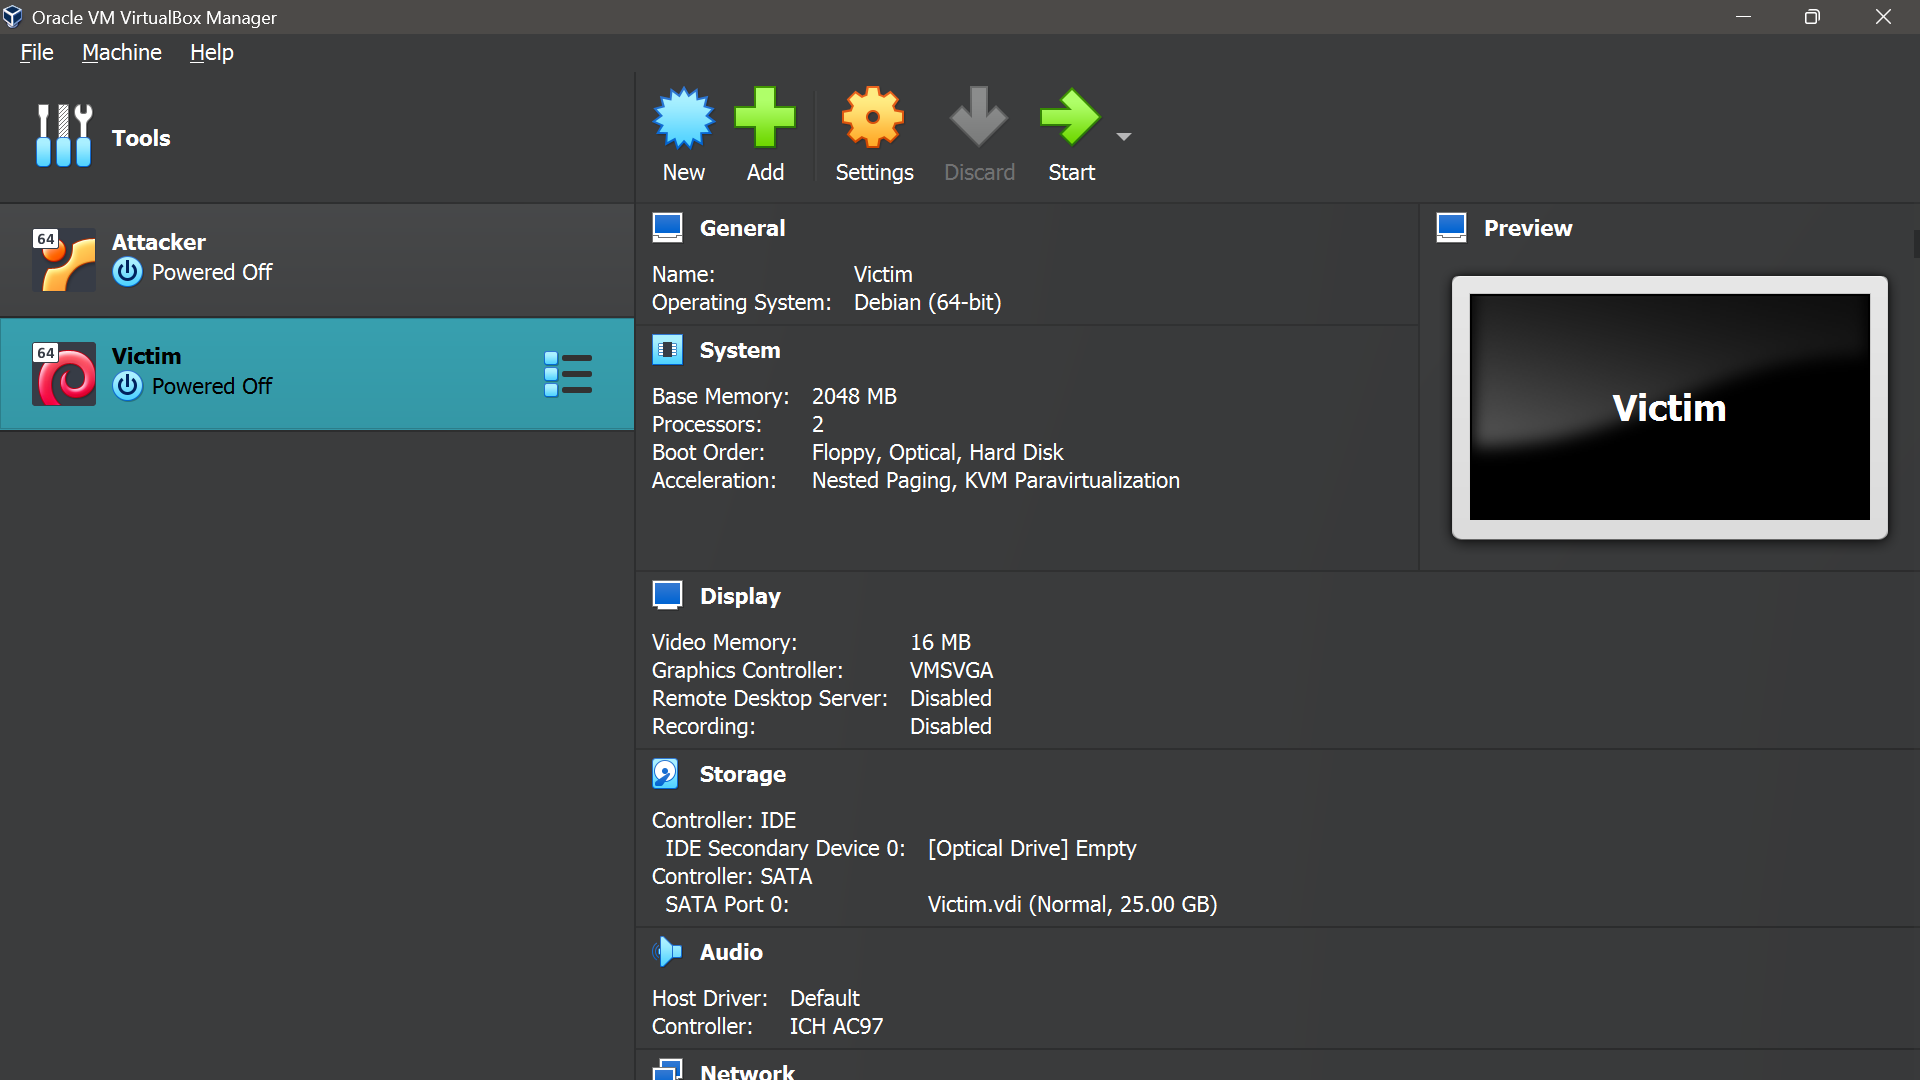 Oracle VM VirtualBox Manager
File Machine Help
Tools
New Add Settings Discard Start
64
Attacker
Powered Off
64
Victim
Powered Off
General
Name: Victim
Operating System: Debian (64-bit)
Preview
Victim
System
Base Memory: 2048 MB
Processors: 2
Boot Order: Floppy, Optical, Hard Disk
Acceleration: Nested Paging, KVM Paravirtualization
Display
Video Memory: 16 MB
Graphics Controller: VMSVGA
Remote Desktop Server: Disabled
Recording: Disabled
Storage
Controller: IDE
IDE Secondary Device 0: [Optical Drive] Empty
Controller: SATA
SATA Port 0: Victim.vdi (Normal, 25.00 GB)
Audio
Host Driver: Default
Controller: ICH AC97
Network